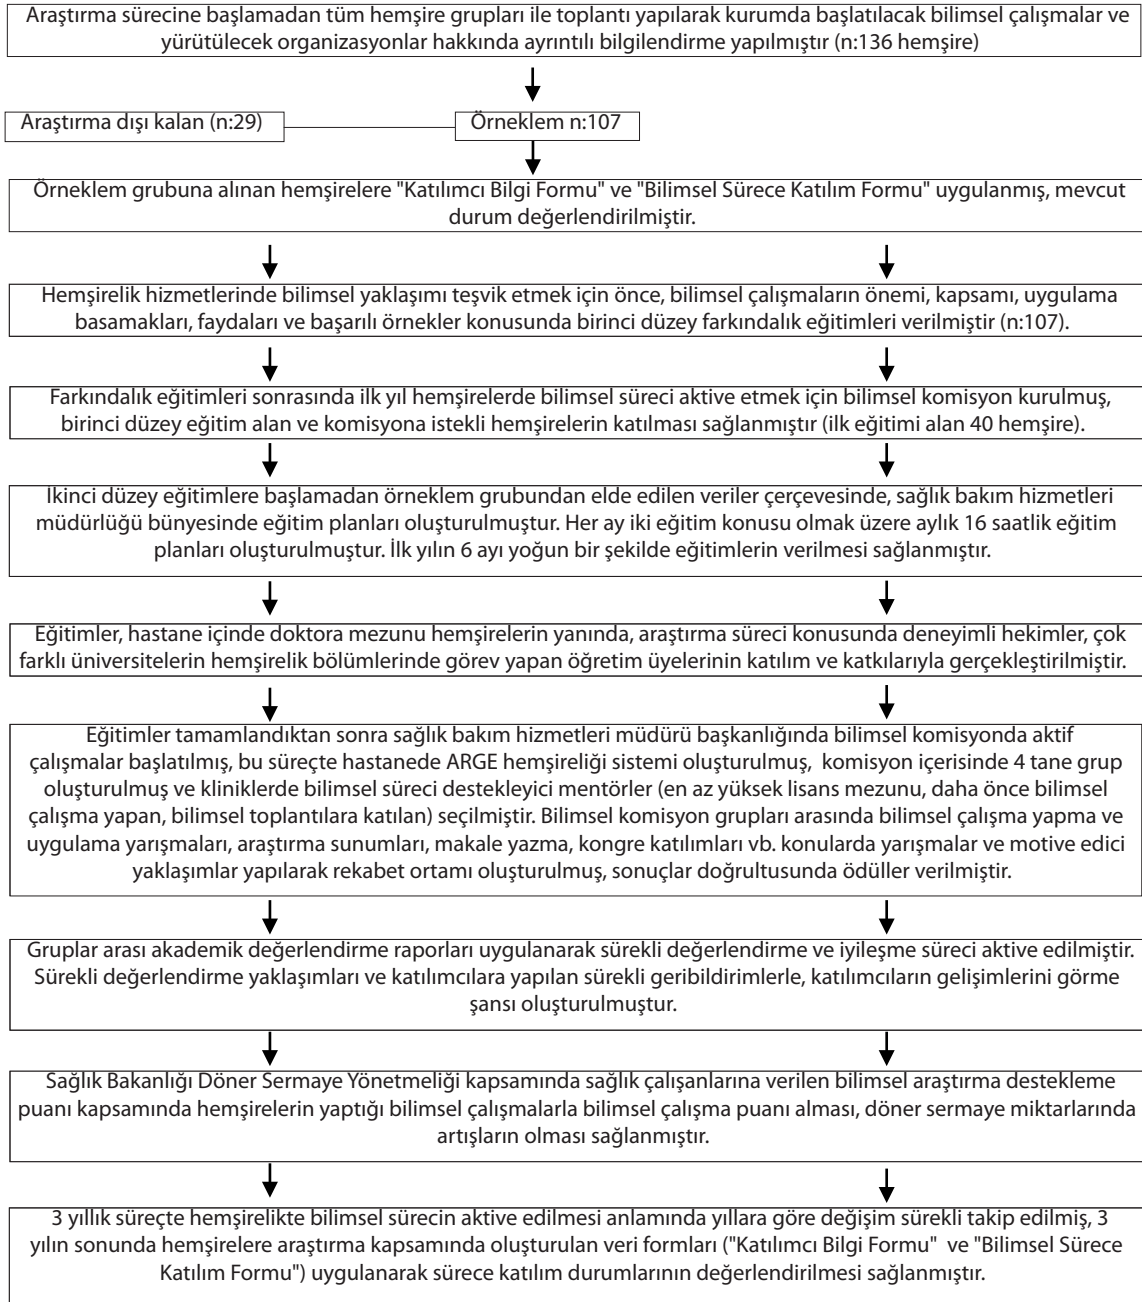 Araştırma sürecine başlamadan tüm hemşire grupları ile toplantı yapılarak kurumda başlatılacak bilimsel çalışmalar ve
yürütülecek organizasyonlar hakkında ayrıntılı bilgilendirme yapılmıştır (n:136 hemşire)
Araştırma dışı kalan (n:29)
Örneklem n:107
Örneklem grubuna alınan hemşirelere "Katılımcı Bilgi Formu" ve "Bilimsel Sürece Katılım Formu" uygulanmış, mevcut
durum değerlendirilmiştir.
Hemşirelik hizmetlerinde bilimsel yaklaşımı teşvik etmek için önce, bilimsel çalışmaların önemi, kapsamı, uygulama
basamakları, faydaları ve başarılı örnekler konusunda birinci düzey farkındalık eğitimleri verilmiştir (n:107).
Farkındalık eğitimleri sonrasında ilk yıl hemşirelerde bilimsel süreci aktive etmek için bilimsel komisyon kurulmuş,
birinci düzey eğitim alan ve komisyona istekli hemşirelerin katılması sağlanmıştır (ilk eğitimi alan 40 hemşire).
İkinci düzey eğitimlere başlamadan örneklem grubundan elde edilen veriler çerçevesinde, sağlık bakım hizmetleri
müdürlüğü bünyesinde eğitim planları oluşturulmuştur. Her ay iki eğitim konusu olmak üzere aylık 16 saatlik eğitim
planları oluşturulmuştur. İlk yılın 6 ayı yoğun bir şekilde eğitimlerin verilmesi sağlanmıştır.
Eğitimler, hastane içinde doktora mezunu hemşirelerin yanında, araştırma süreci konusunda deneyimli hekimler, çok
farklı üniversitelerin hemşirelik bölümlerinde görev yapan öğretim üyelerinin katılım ve katkılarıyla gerçekleştirilmiştir.
Eğitimler tamamlandıktan sonra sağlık bakım hizmetleri müdürü başkanlığında bilimsel komisyonda aktif
çalışmalar başlatılmış, bu süreçte hastanede ARGE hemşireliği sistemi oluşturulmuş, komisyon içerisinde 4 tane grup
oluşturulmuş ve kliniklerde bilimsel süreci destekleyici mentörler (en az yüksek lisans mezunu, daha önce bilimsel
çalışma yapan, bilimsel toplantılara katılan) seçilmiştir. Bilimsel komisyon grupları arasında bilimsel çalışma yapma ve
uygulama yarışmaları, araştırma sunumları, makale yazma, kongre katılımları vb. konularda yarışmalar ve motive edici
yaklaşımlar yapılarak rekabet ortamı oluşturulmuş, sonuçlar doğrultusunda ödüller verilmiştir.
Gruplar arası akademik değerlendirme raporları uygulanarak sürekli değerlendirme ve iyileşme süreci aktive edilmiştir.
Sürekli değerlendirme yaklaşımları ve katılımcılara yapılan sürekli geribildirimlerle, katılımcıların gelişimlerini görme
şansı oluşturulmuştur.
Sağlık Bakanlığı Döner Sermaye Yönetmeliği kapsamında sağlık çalışanlarına verilen bilimsel araştırma destekleme
puanı kapsamında hemşirelerin yaptığı bilimsel çalışmalarla bilimsel çalışma puanı alması, döner sermaye miktarlarında
artışların olması sağlanmıştır.
3 yıllık süreçte hemşirelikte bilimsel sürecin aktive edilmesi anlamında yıllara göre değişim sürekli takip edilmiş, 3
yılın sonunda hemşirelere araştırma kapsamında oluşturulan veri formları ("Katılımcı Bilgi Formu" ve "Bilimsel Sürece
Katılım Formu") uygulanarak sürece katılım durumlarının değerlendirilmesi sağlanmıştır.